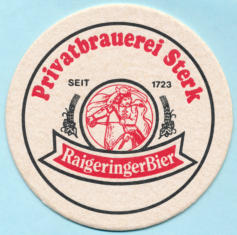 Privatbrauerei Sterk
SEIT 1723
RaigeringerBier